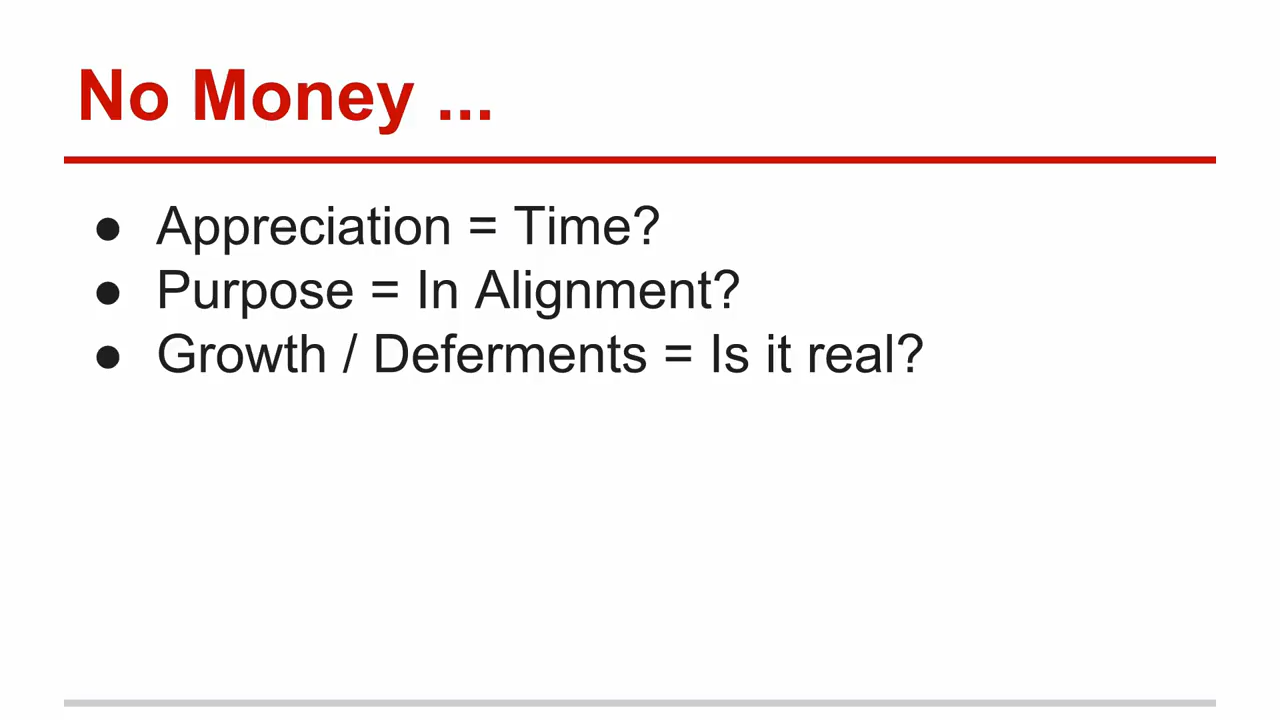 No Money ...
● Appreciation = Time?
● Purpose = In Alignment?
● Growth / Deferments = Is it real?